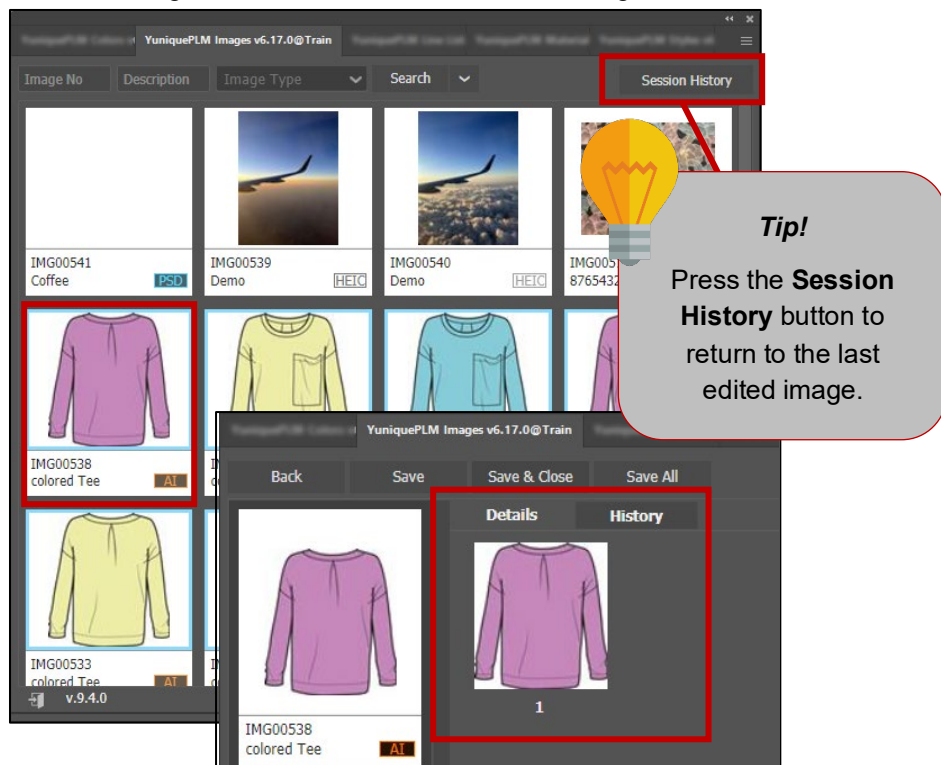 YuniquePLM Images v6.17.0@Train
Image No Description Image Type Search Session History
IMG00541
Coffee PSD
IMG00539
Demo HEIC
IMG00540
Demo HEIC
Tip!
Press the Session
History button to
return to the last
edited image.
IMG00538
colored Tee AI
IMG00533
colored Tee AI
v.9.4.0
YuniquePLM Images v6.17.0@Train
Back Save Save & Close Save All
Details History
1
IMG00538
colored Tee AI